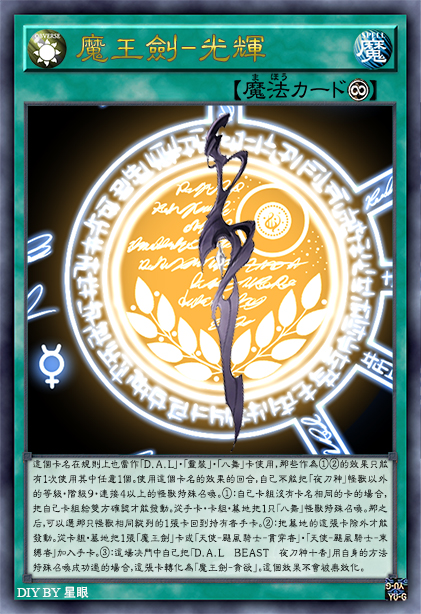 DIVERSE
魔王劍-光輝
SPELL
魔
まほう
【魔法カード】
這個卡名在規則上也當作「D.A.L」·「靈裝」·「八舞」卡使用,那些作為①②的效果只能
有1次使用其中任意1個。使用這個卡名的效果的回合,自己不能把「夜刀神」怪獸以外
的等級·階級9·連接4以上的怪獸特殊召喚。①:自己卡組沒有卡名相同的卡的場合,
把自己卡組給雙方確認才能發動。從手卡·卡組·墓地把1只「八舞」怪獸特殊召喚。那之
後,可以選那只怪獸相同縱列的1張卡回到持有者手卡。②:把墓地的這張卡除外才能
發動。從卡組·墓地把1張「魔王劍」卡或「天使-颶風騎士-貫穿者」·「天使-颶風騎士-束
縛者」加入手卡。③:這場決鬥中自己把「D.A.L BEAST 夜刀神十香」用自身的方法
特殊召喚成功過的場合,這張卡轉化為「魔王劍-貪欲」。這個效果不會被無效化。
DIY BY 星眼
YU-G